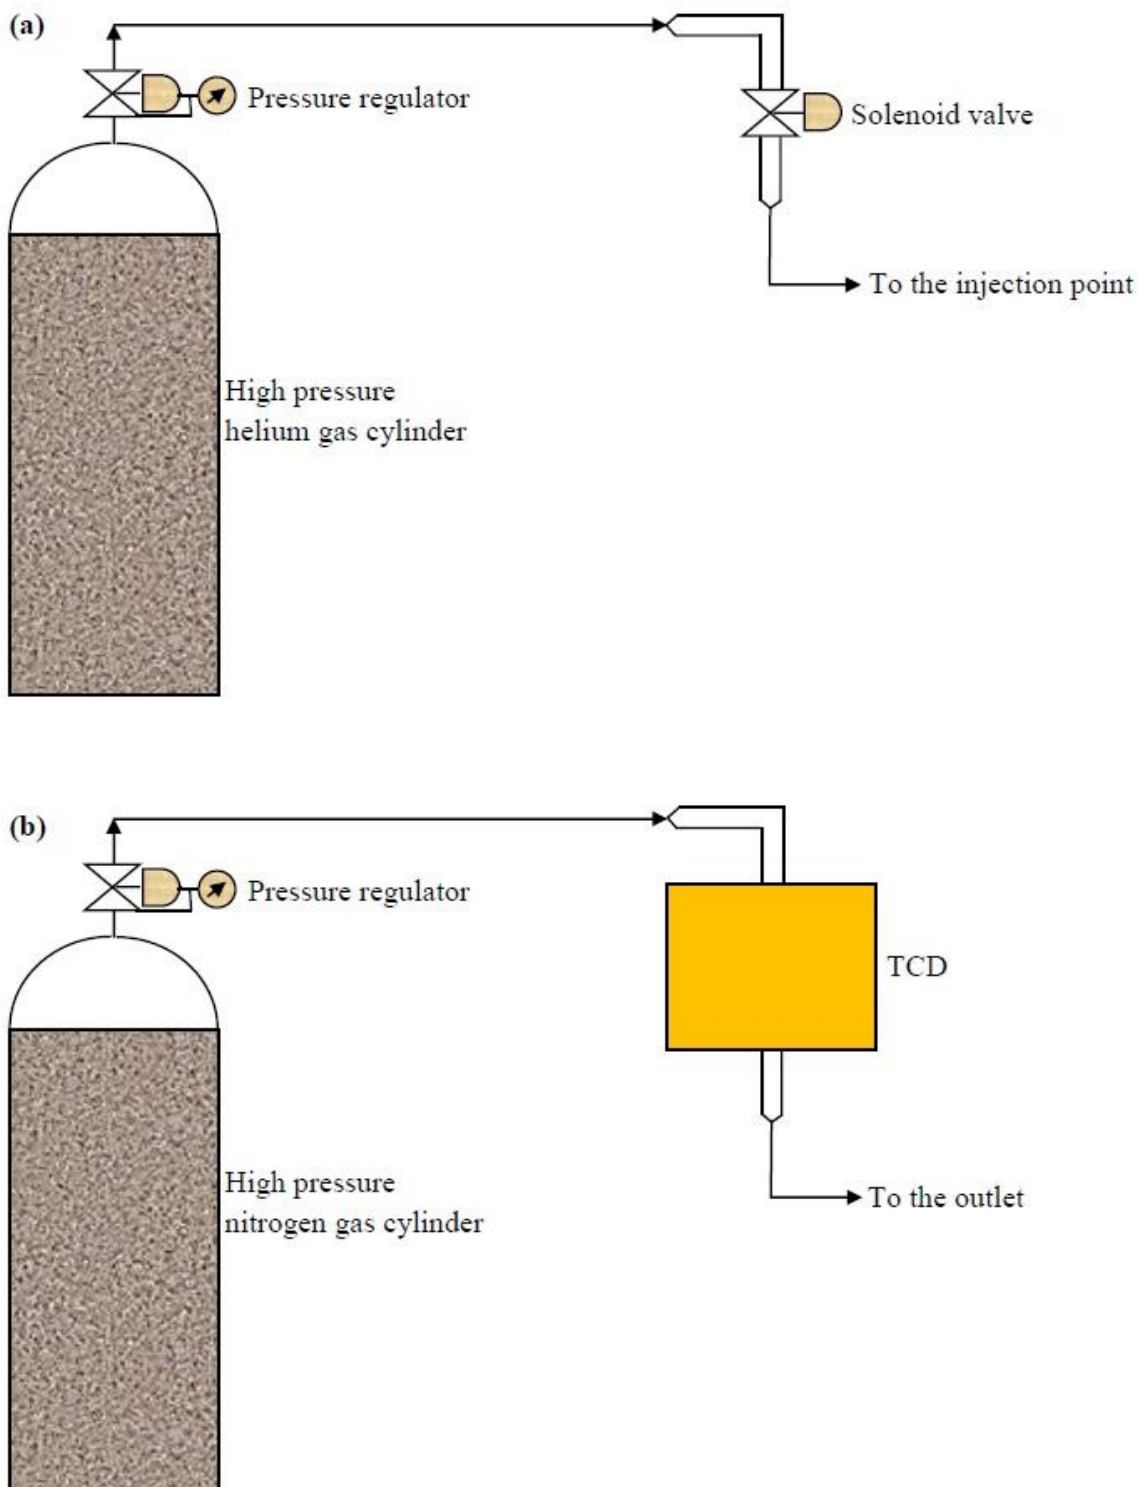 (a)
Pressure regulator
Solenoid valve
To the injection point
High pressure
helium gas cylinder
(b)
Pressure regulator
TCD
High pressure
nitrogen gas cylinder
To the outlet